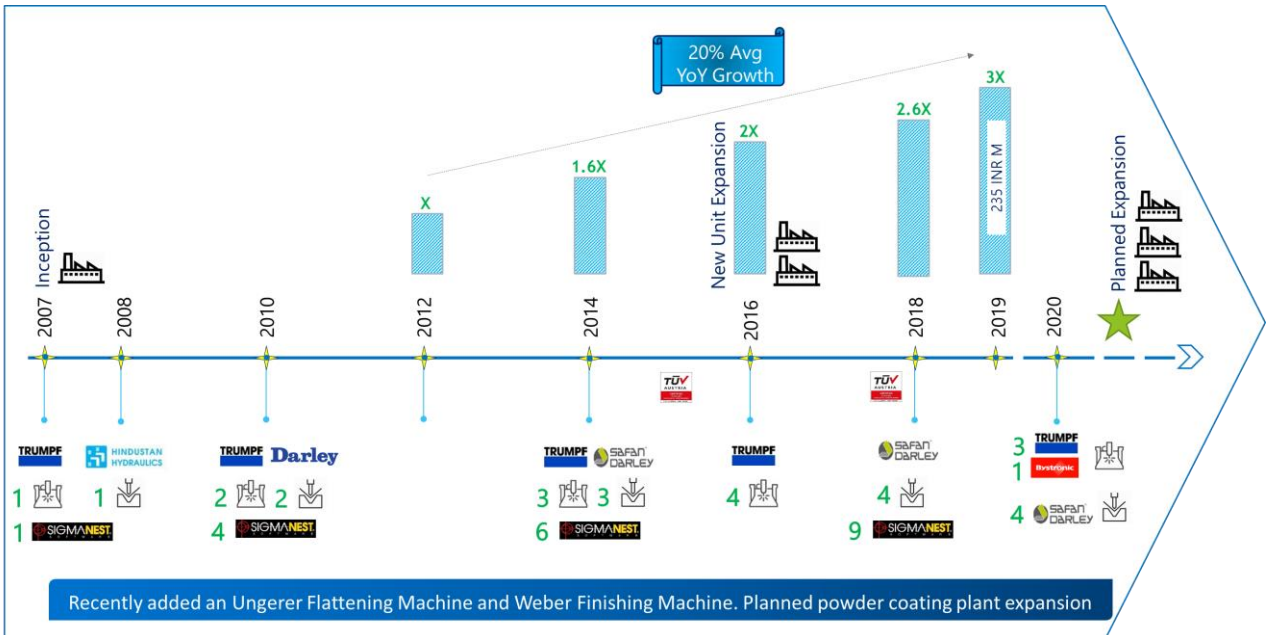 20% Avg
YoY Growth
X
1.6X
2X
2.6X
3X
235 INR M
Inception
New Unit Expansion
Planned Expansion
2007
2008
2010
2012
2014
2016
2018
2019
2020
TÜV
AUSTRIA
TÜV
AUSTRIA
TRUMPF
HINDUSTAN
HYDRAULICS
TRUMPF
Darley
TRUMPF
SAFAN
DARLEY
TRUMPF
SAFAN
DARLEY
3 TRUMPF
1 Bystronic
1
1
2
2
3
3
4
4
4 SAFAN
DARLEY
1 SIGMANEST
SOFTWARE
4 SIGMANEST
SOFTWARE
6 SIGMANEST
SOFTWARE
9 SIGMANEST
SOFTWARE
Recently added an Ungerer Flattening Machine and Weber Finishing Machine. Planned powder coating plant expansion